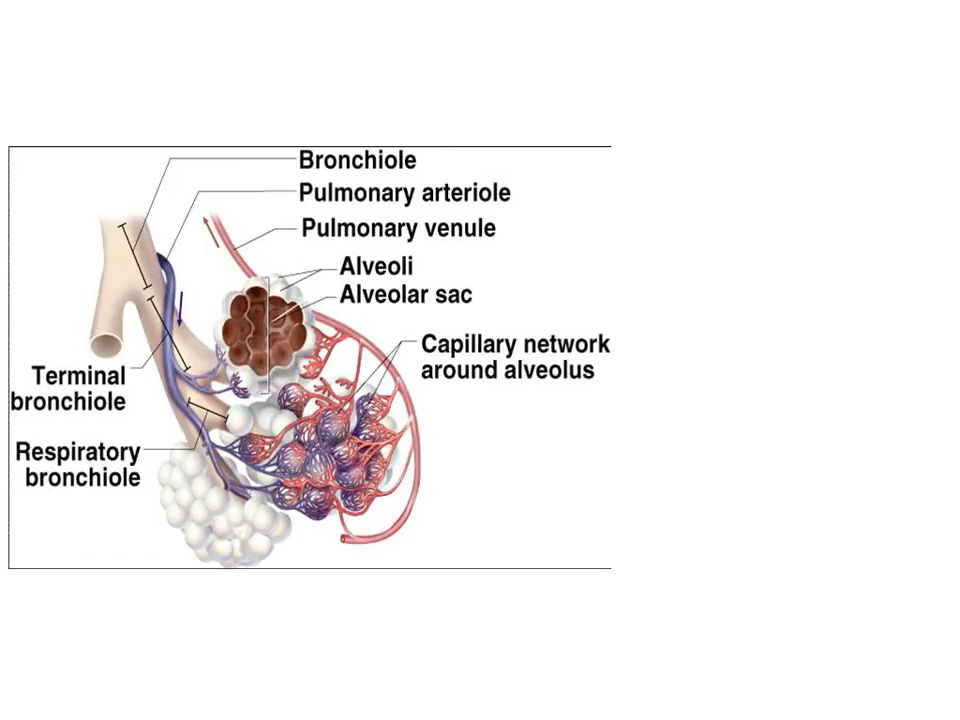 Bronchiole
Pulmonary arteriole
Pulmonary venule
Alveoli
Alveolar sac
Capillary network
around alveolus
Terminal
bronchiole
Respiratory
bronchiole